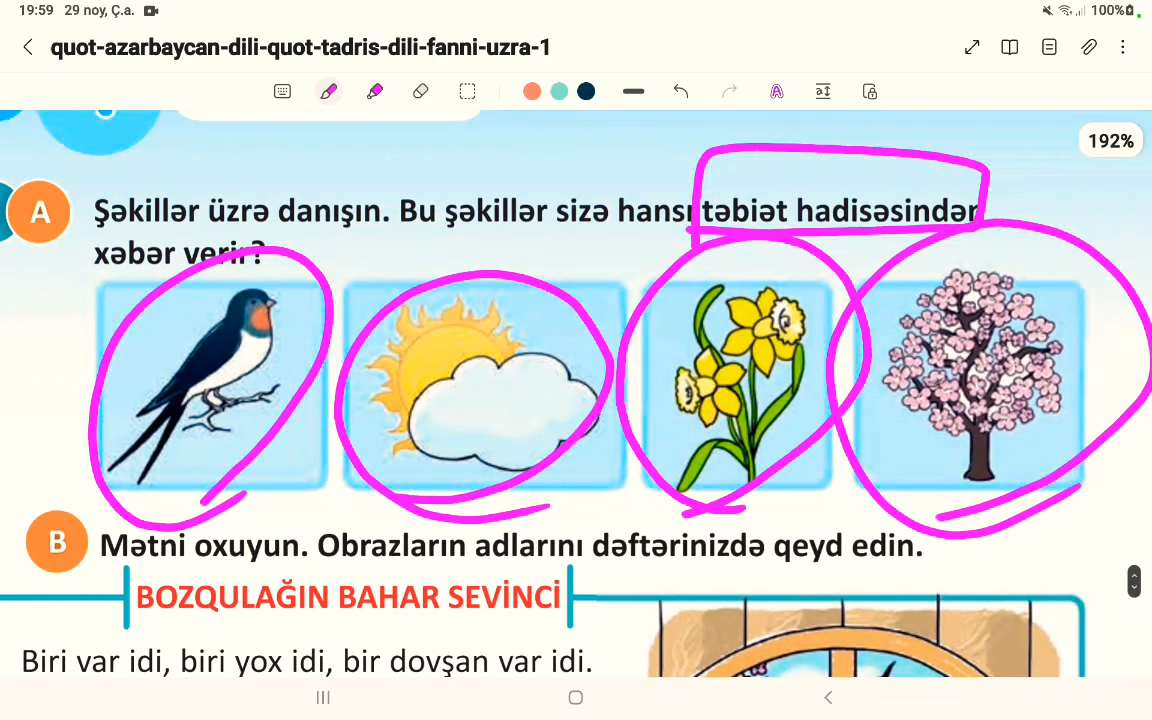 19:59 29 noy, Ç.a. 100%
quot-azarbaycan-dili-quot-tadris-dili-fanni-uzra-1
192%
A Şəkillər üzrə danışın. Bu şəkillər sizə hansı təbiət hadisəsindən
xəbər verir?
B Mətni oxuyun. Obrazların adlarını dəftərinizdə qeyd edin.
BOZQULAĞIN BAHAR SEVİNCİ
Biri var idi, biri yox idi, bir dovşan var idi.